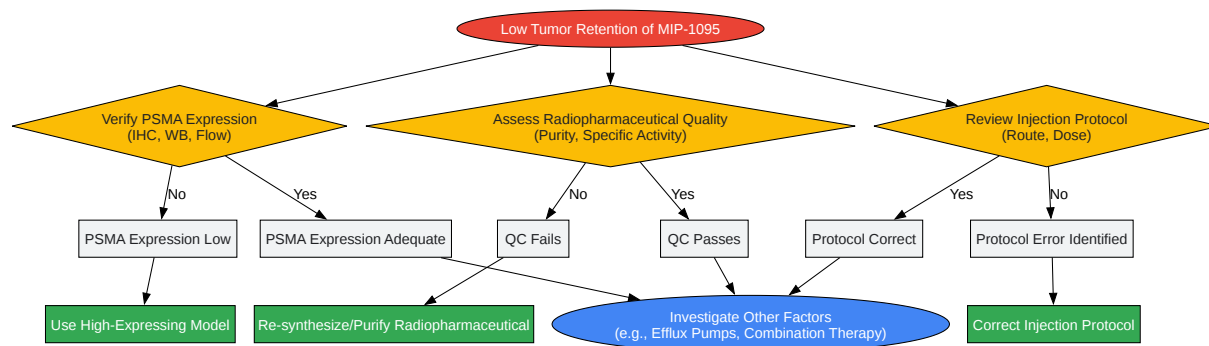 Low Tumor Retention of MIP-1095
Verify PSMA Expression
(IHC, WB, Flow)
Assess Radiopharmaceutical Quality
(Purity, Specific Activity)
Review Injection Protocol
(Route, Dose)
No
Yes
No
Yes
Yes
No
PSMA Expression Low
PSMA Expression Adequate
QC Fails
QC Passes
Protocol Correct
Protocol Error Identified
Use High-Expressing Model
Re-synthesize/Purify Radiopharmaceutical
Investigate Other Factors
(e.g., Efflux Pumps, Combination Therapy)
Correct Injection Protocol